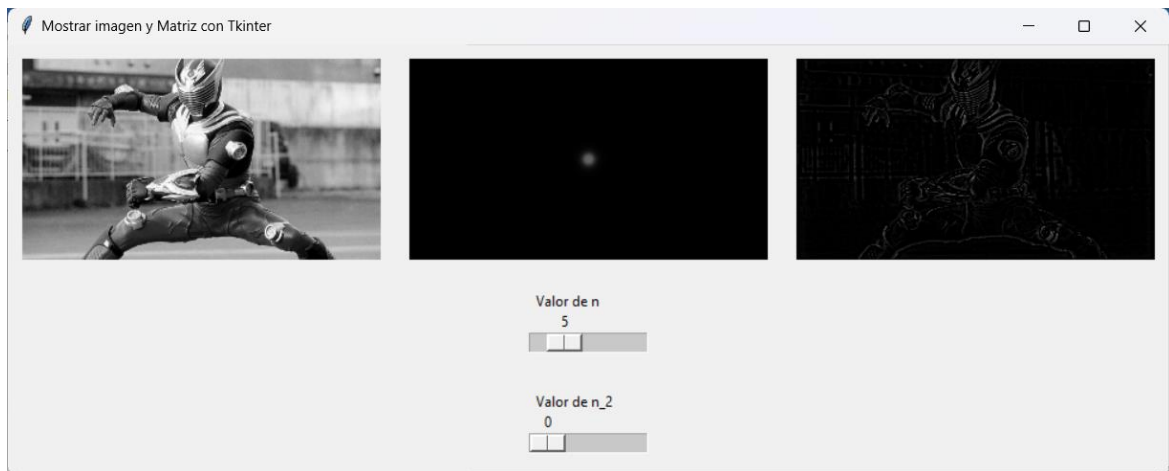 Mostrar imagen y Matriz con Tkinter
Valor de n
5
Valor de n_2
0